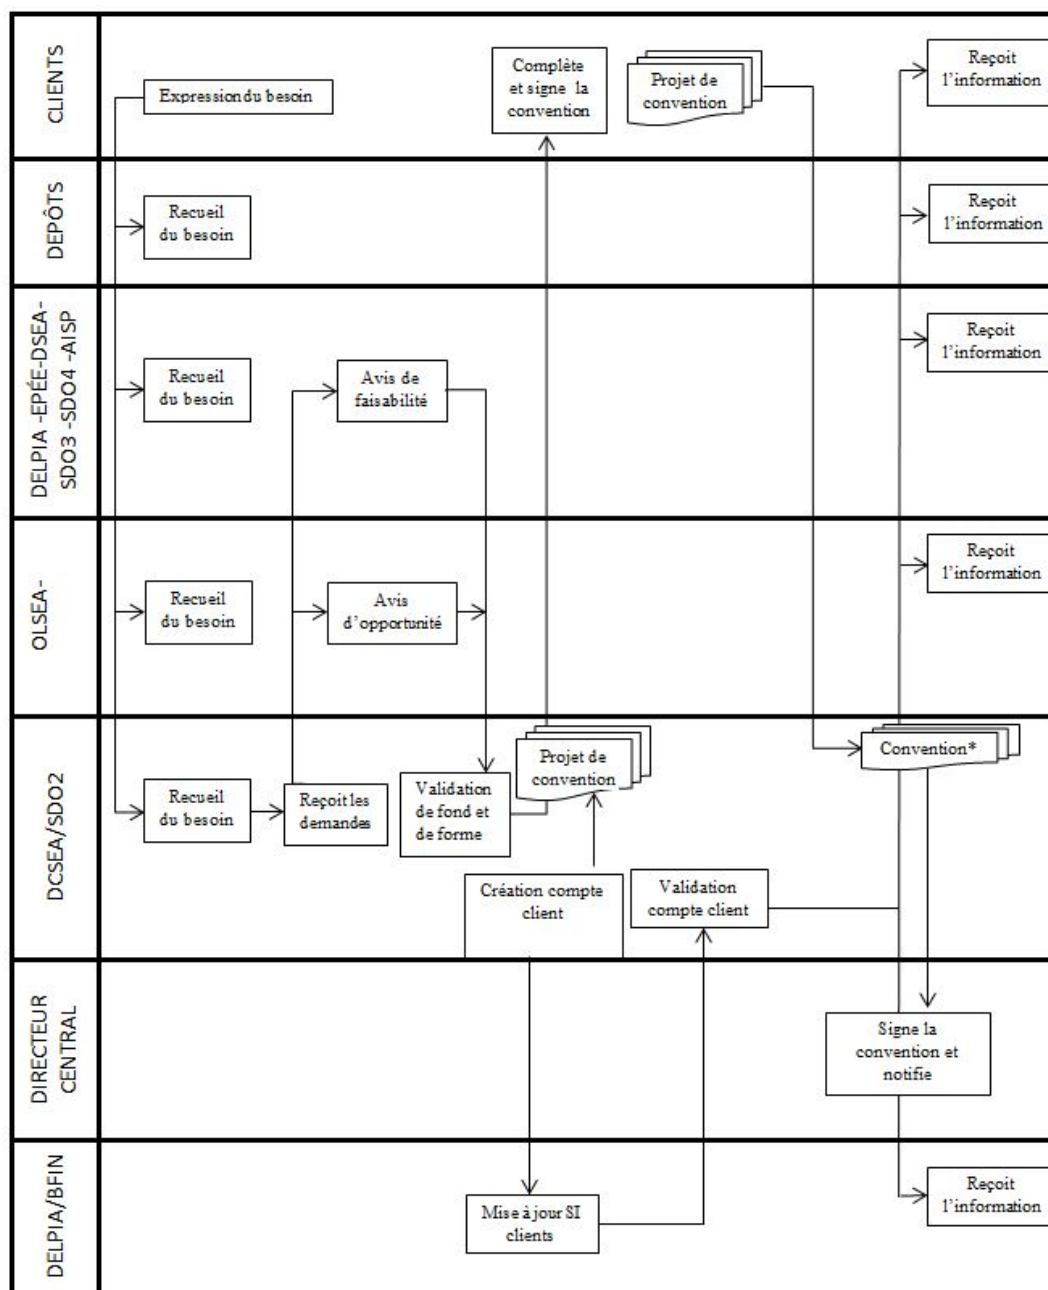 CLIENTS
Expression du besoin
Complète
et signe la
convention
Projet de
convention
Reçoit
l'information
DEPÔTS
Recueil
du besoin
Reçoit
l'information
DELPIA -EPÉE-DSEA-
SDO3 -SDO4 -AISP
Recueil
du besoin
Avis de
faisabilité
Reçoit
l'information
OLSEA-
Recueil
du besoin
Avis
d'opportunité
Reçoit
l'information
DCSEA/SDO2
Recueil
du besoin
Reçoit les
demandes
Validation
de fond et
de forme
Projet de
convention
Création compte
client
Validation
compte client
Convention*
DIRECTEUR
CENTRAL
Signe la
convention et
notifie
DELPIA/BFIN
Mise à jour SI
clients
Reçoit
l'information